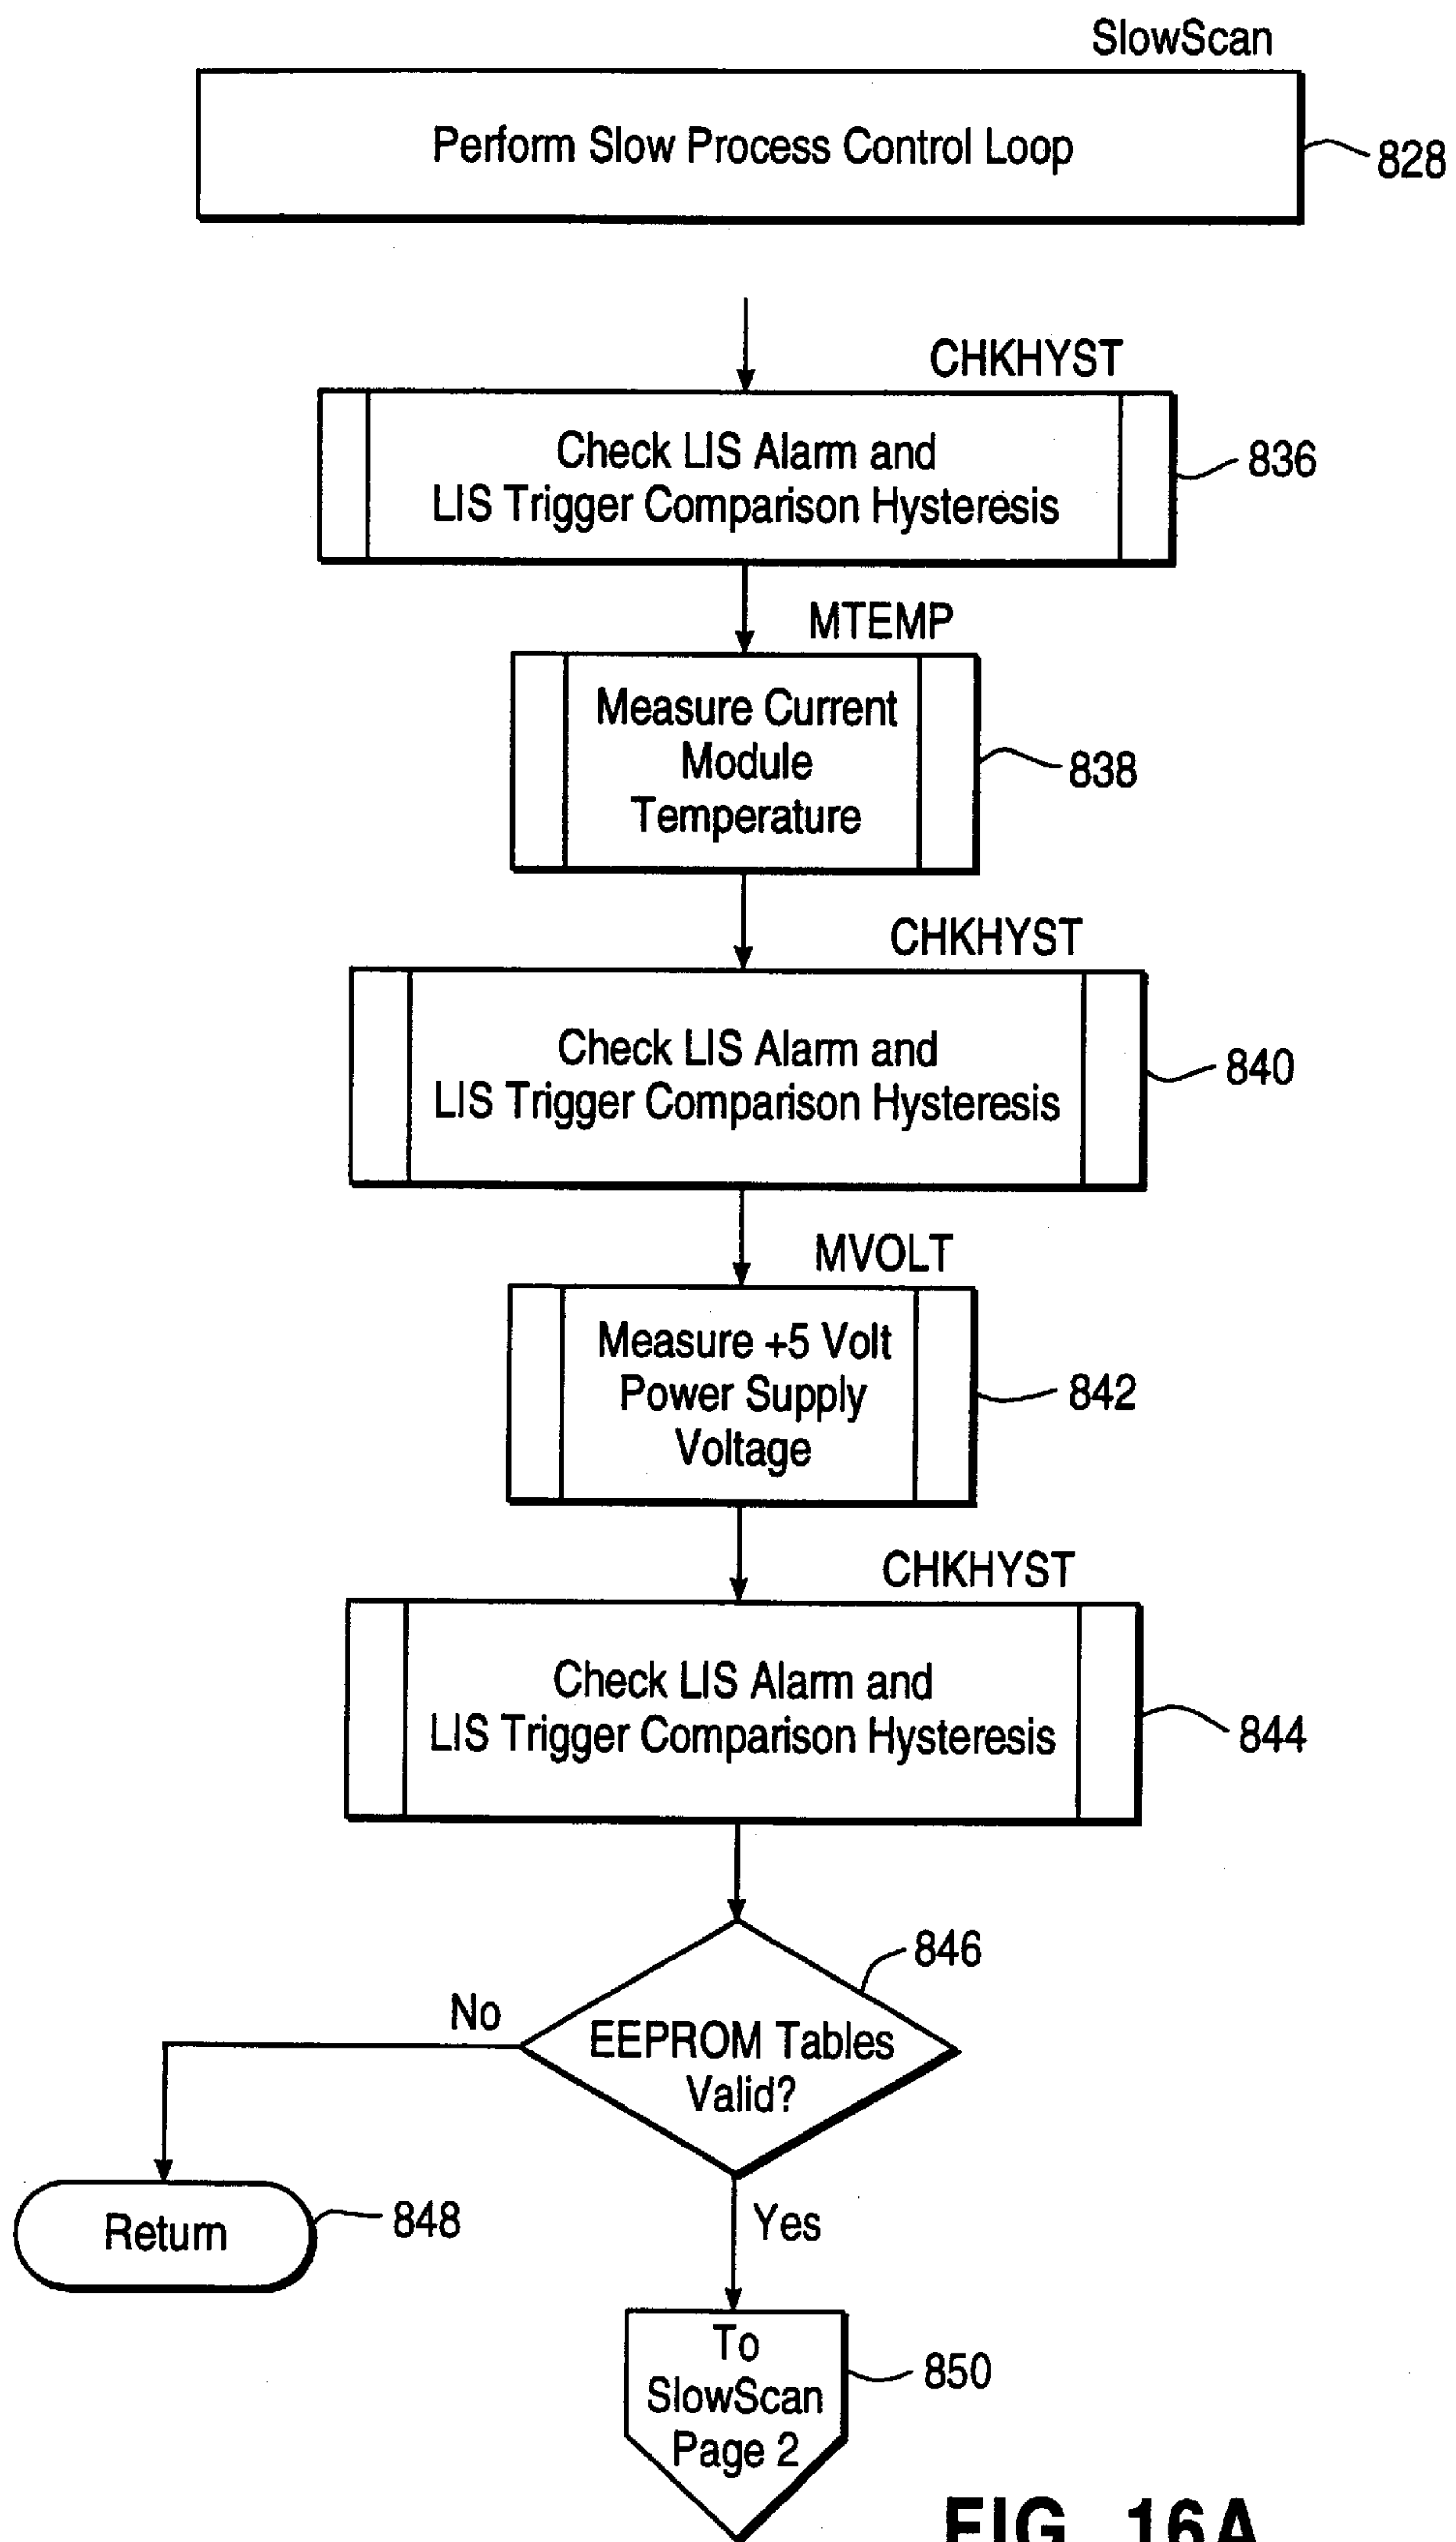 SlowScan
Perform Slow Process Control Loop
828
CHKHYST
Check LIS Alarm and
LIS Trigger Comparison Hysteresis
836
MTEMP
Measure Current
Module
Temperature
838
CHKHYST
Check LIS Alarm and
LIS Trigger Comparison Hysteresis
840
MVOLT
Measure +5 Volt
Power Supply
Voltage
842
CHKHYST
Check LIS Alarm and
LIS Trigger Comparison Hysteresis
844
846
No
EEPROM Tables
Valid?
Return
848
Yes
To
SlowScan
Page 2
850
FIG. 16A